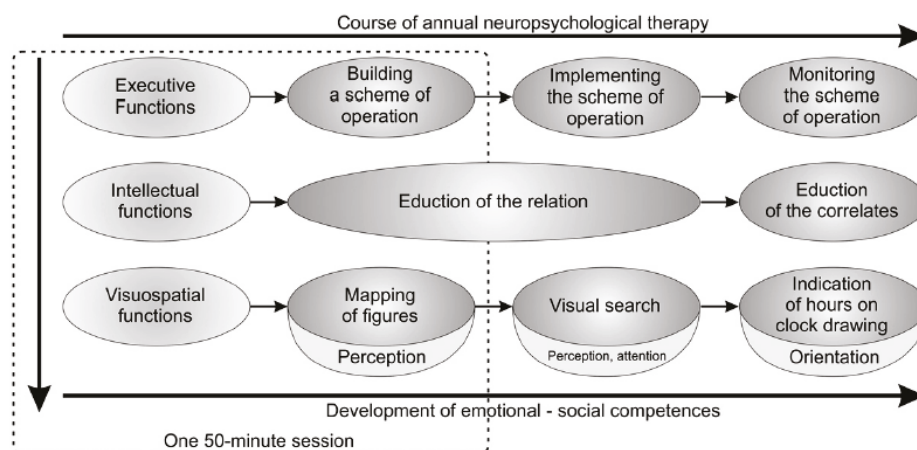 Course of annual neuropsychological therapy
Executive
Functions
Building
a scheme of
operation
Implementing
the scheme of
operation
Monitoring
the scheme
of operation
Intellectual
functions
Eduction of the relation
Eduction
of the correlates
Visuospatial
functions
Mapping
of figures
Perception
Visual search
Perception, attention
Indication
of hours on
clock drawing
Orientation
Development of emotional - social competences
One 50-minute session